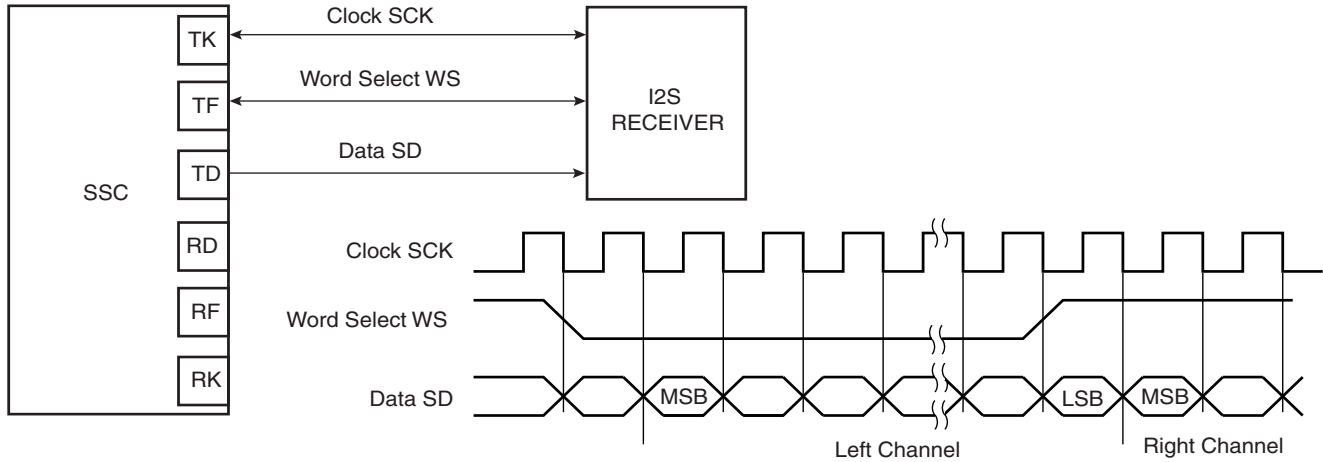 Clock SCK
TK
Word Select WS
TF
I2S
RECEIVER
Data SD
TD
SSC
RD
Clock SCK
RF
Word Select WS
RK
Data SD
MSB
LSB
MSB
Left Channel
Right Channel